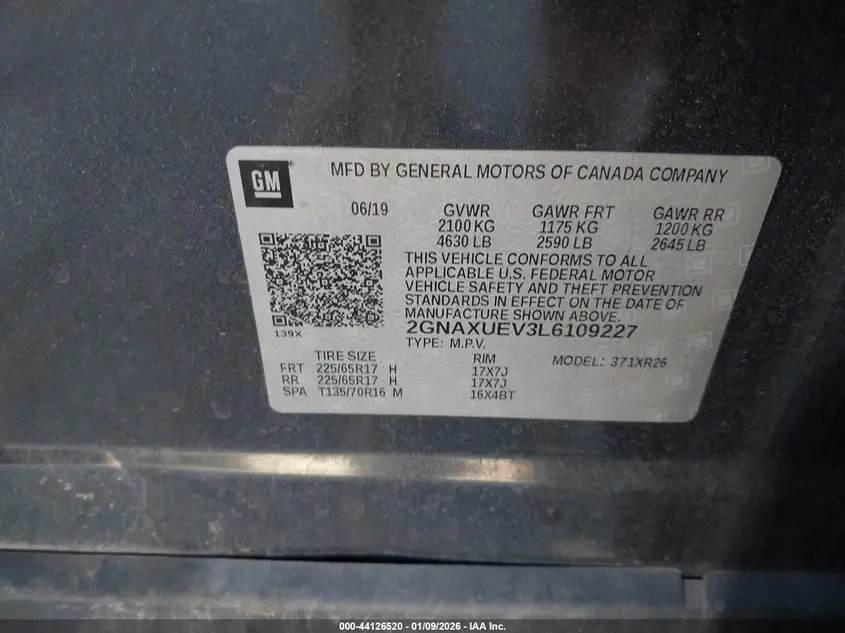 GM
MFD BY GENERAL MOTORS OF CANADA COMPANY
06/19 GVWR GAWR FRT GAWR RR
2100 KG 1175 KG 1200 KG
4630 LB 2590 LB 2645 LB
THIS VEHICLE CONFORMS TO ALL
APPLICABLE U.S. FEDERAL MOTOR
VEHICLE SAFETY AND THEFT PREVENTION
STANDARDS IN EFFECT ON THE DATE OF
MANUFACTURE SHOWN ABOVE.
2GNAXUEV3L6109227
139X
TYPE: M.P.V.
TIRE SIZE RIM MODEL: 371XR26
FRT 225/65R17 H 17X7J
RR 225/65R17 H 17X7J
SPA T135/70R16 M 16X4BT
000-44126520 - 01/09/2026 - IAA Inc.